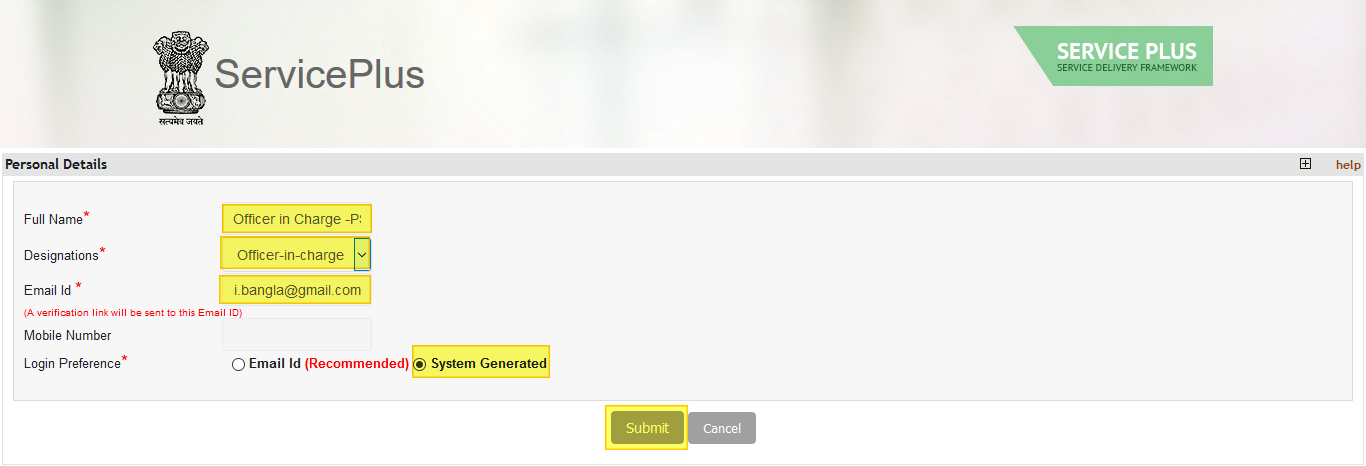 सत्यमेव जयते
ServicePlus
SERVICE PLUS
SERVICE DELIVERY FRAMEWORK
Personal Details help
Full Name* Officer in Charge -PS
Designations* Officer-in-charge
Email Id * i.bangla@gmail.com
(A verification link will be sent to this Email ID)
Mobile Number
Login Preference* Email Id (Recommended) System Generated
Submit Cancel